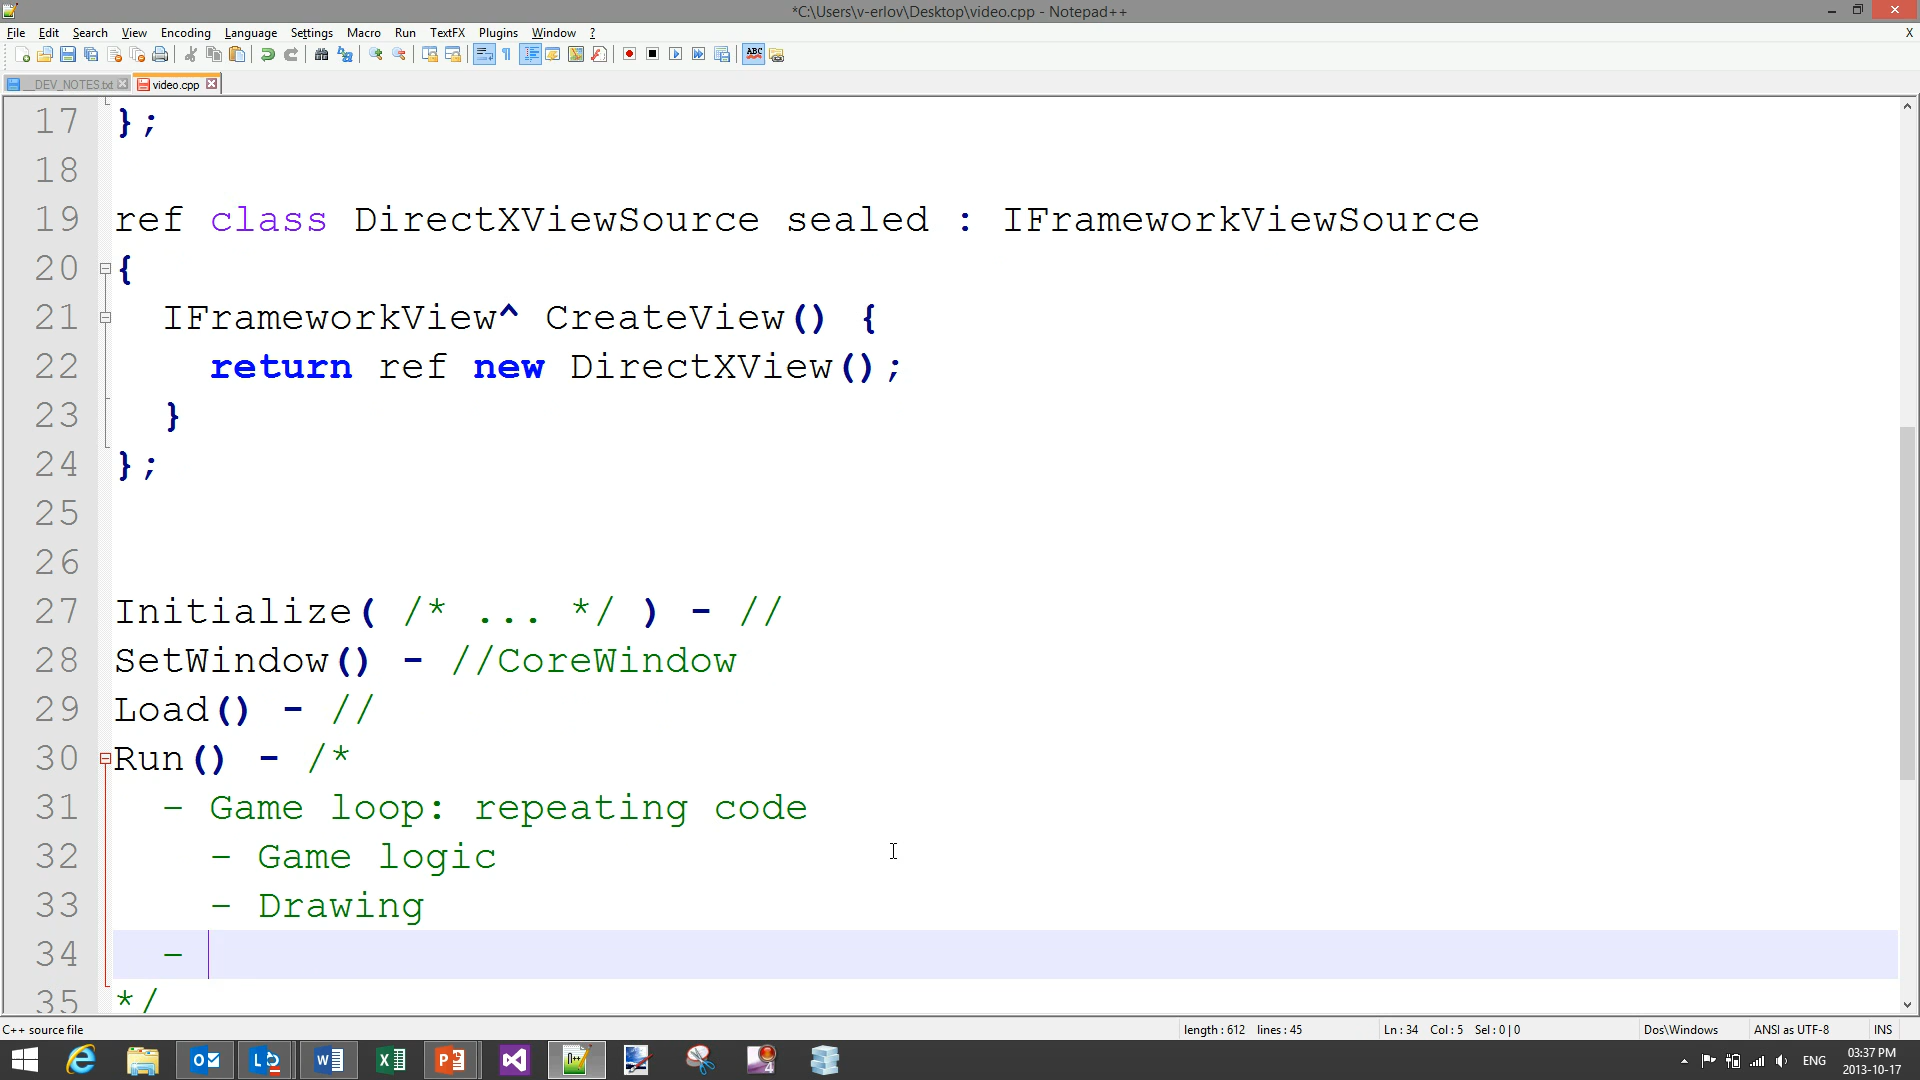 *C:\Users\v-erlov\Desktop\video.cpp - Notepad++
File Edit Search View Encoding Language Settings Macro Run TextFX Plugins Window ? X
__DEV_NOTES.txt video.cpp
17 };
18
19 ref class DirectXViewSource sealed : IFrameworkViewSource
20 {
21 IFrameworkView^ CreateView() {
22 return ref new DirectXView();
23 }
24 };
25
26
27 Initialize( /* ... */ ) - //
28 SetWindow() - //CoreWindow
29 Load() - //
30 Run() - /*
31 - Game loop: repeating code
32 - Game logic
33 - Drawing
34 -
35 */
C++ source file length : 612 lines : 45 Ln : 34 Col : 5 Sel : 0 | 0 Dos\Windows ANSI as UTF-8 INS
ENG 03:37 PM
2013-10-17